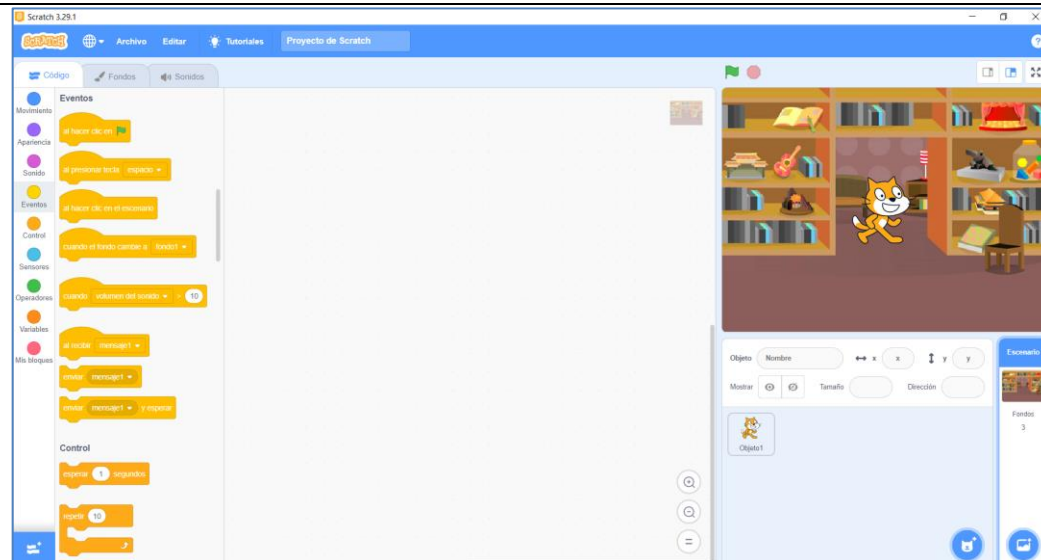 Scratch 3.29.1
SCRATCH Archivo Editar Tutoriales Proyecto de Scratch
Código Fondos Sonidos
Movimiento
Apariencia
Sonido
Eventos
Control
Sensores
Operadores
Variables
Mis bloques
Eventos
al hacer clic en
al presionar tecla espacio
al hacer clic en el escenario
cuando el fondo cambie a fondo1
cuando volumen del sonido > 10
al recibir mensaje1
enviar mensaje1
enviar mensaje1 y esperar
Control
esperar 1 segundos
repetir 10
Objeto Nombre x x y y
Mostrar Tamaño Dirección
Objeto1
Escenario
Fondos
3